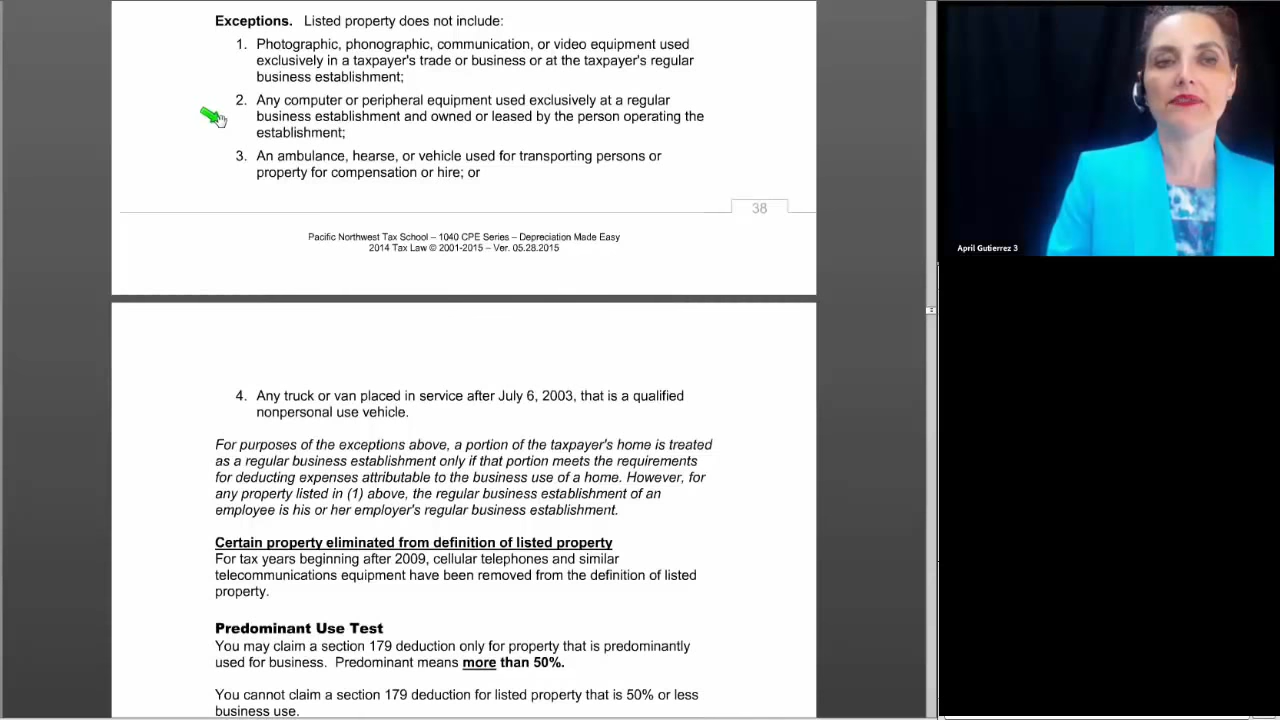 Exceptions. Listed property does not include:
1. Photographic, phonographic, communication, or video equipment used
exclusively in a taxpayer's trade or business or at the taxpayer's regular
business establishment;
2. Any computer or peripheral equipment used exclusively at a regular
business establishment and owned or leased by the person operating the
establishment;
3. An ambulance, hearse, or vehicle used for transporting persons or
property for compensation or hire; or
38
Pacific Northwest Tax School – 1040 CPE Series – Depreciation Made Easy
2014 Tax Law © 2001-2015 – Ver. 05.28.2015
4. Any truck or van placed in service after July 6, 2003, that is a qualified
nonpersonal use vehicle.
For purposes of the exceptions above, a portion of the taxpayer's home is treated
as a regular business establishment only if that portion meets the requirements
for deducting expenses attributable to the business use of a home. However, for
any property listed in (1) above, the regular business establishment of an
employee is his or her employer's regular business establishment.
Certain property eliminated from definition of listed property
For tax years beginning after 2009, cellular telephones and similar
telecommunications equipment have been removed from the definition of listed
property.
Predominant Use Test
You may claim a section 179 deduction only for property that is predominantly
used for business. Predominant means more than 50%.
You cannot claim a section 179 deduction for listed property that is 50% or less
business use.
April Gutierrez 3